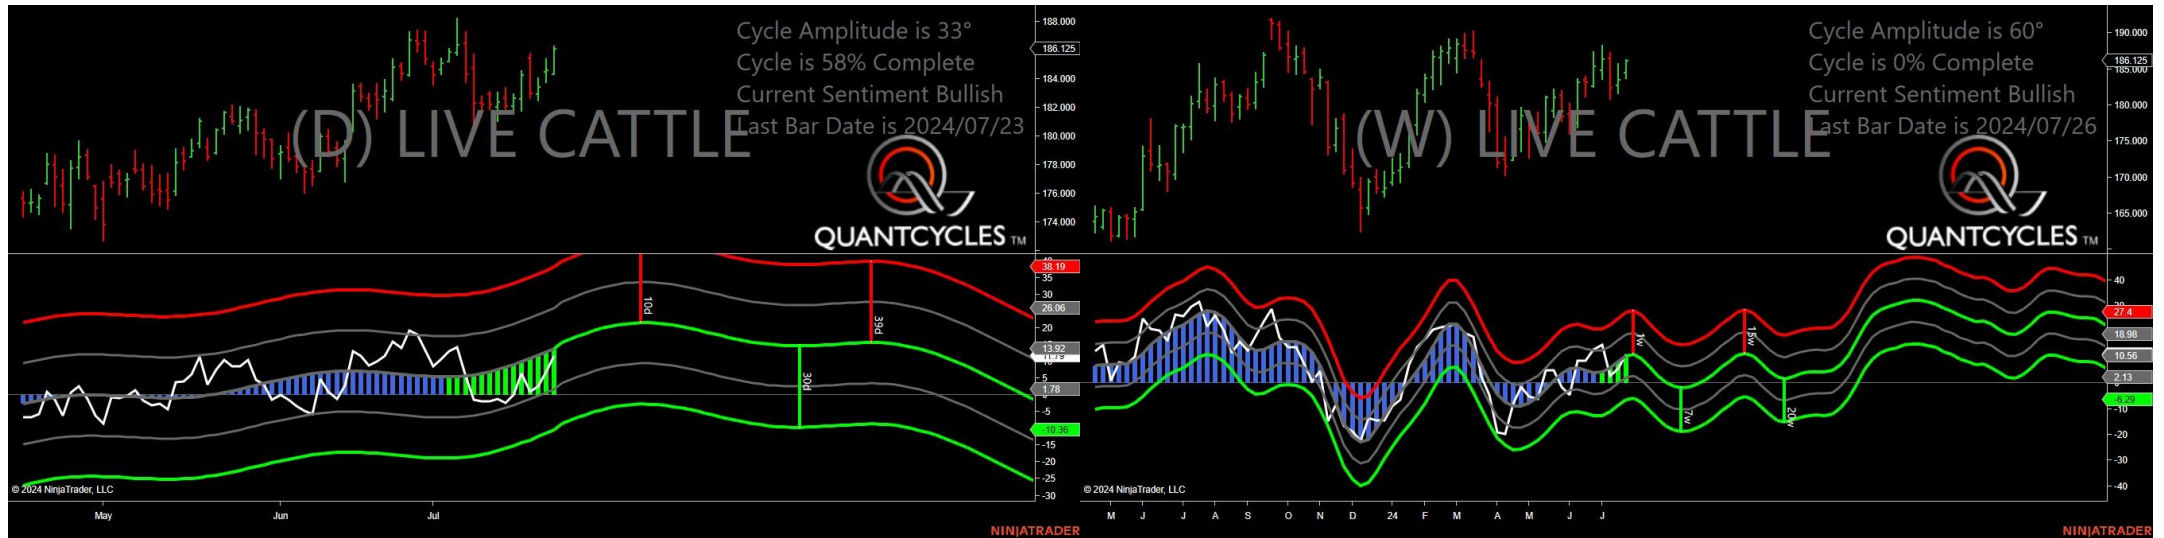 Cycle Amplitude is 33°
Cycle is 58% Complete
Current Sentiment Bullish
Last Bar Date is 2024/07/23
(D) LIVE CATTLE
QUANTCYCLES TM
188.000
186.125
184.000
182.000
180.000
178.000
176.000
174.000
38.19
35
30
26.06
20
13.92
5
1.78
-5
-10.36
-15
-20
-25
-30
10d
30d
39d
© 2024 NinjaTrader, LLC
May
Jun
Jul
NINJATRADER
Cycle Amplitude is 60°
Cycle is 0% Complete
Current Sentiment Bullish
Last Bar Date is 2024/07/26
(W) LIVE CATTLE
QUANTCYCLES TM
190.000
186.125
185.000
180.000
175.000
170.000
165.000
40
27.4
18.98
10.56
2.13
-6.29
-10
-20
-30
-40
1w
7w
15w
20w
© 2024 NinjaTrader, LLC
M J J A S O N D 24 F M A M J J
NINJATRADER